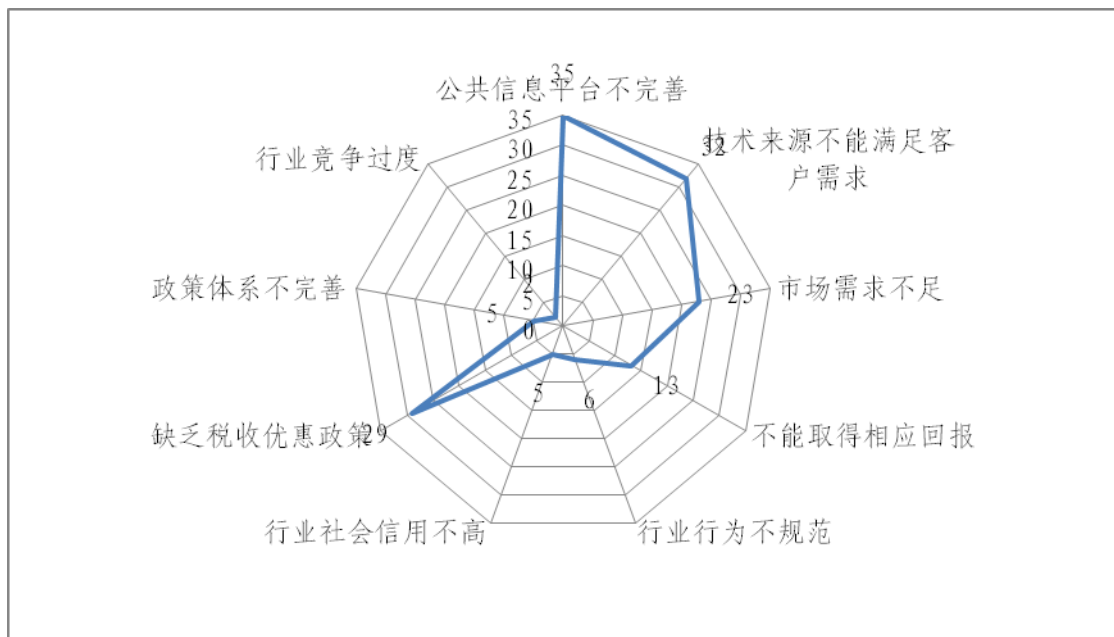 35
公共信息平台不完善
35
技术来源不能满足客
户需求
32
行业竞争过度
30
25
20
15
10
2
5
0
政策体系不完善
5
市场需求不足
23
13
5
6
缺乏税收优惠政策
29
不能取得相应回报
行业社会信用不高
行业行为不规范